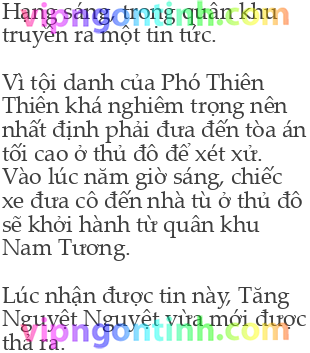 Hạng sáng, trong quân khu
truyền ra một tin tức.
Vì tội danh của Phó Thiên
Thiên khá nghiêm trọng nên
nhất định phải đưa đến tòa án
tối cao ở thủ đô để xét xử.
Vào lúc năm giờ sáng, chiếc
xe đưa cô đến nhà tù ở thủ đô
sẽ khởi hành từ quân khu
Nam Tương.
Lúc nhận được tin này, Tăng
Nguyệt Nguyệt vừa mới được
thả ra.
vipngontinh.com
vipngontinh.com